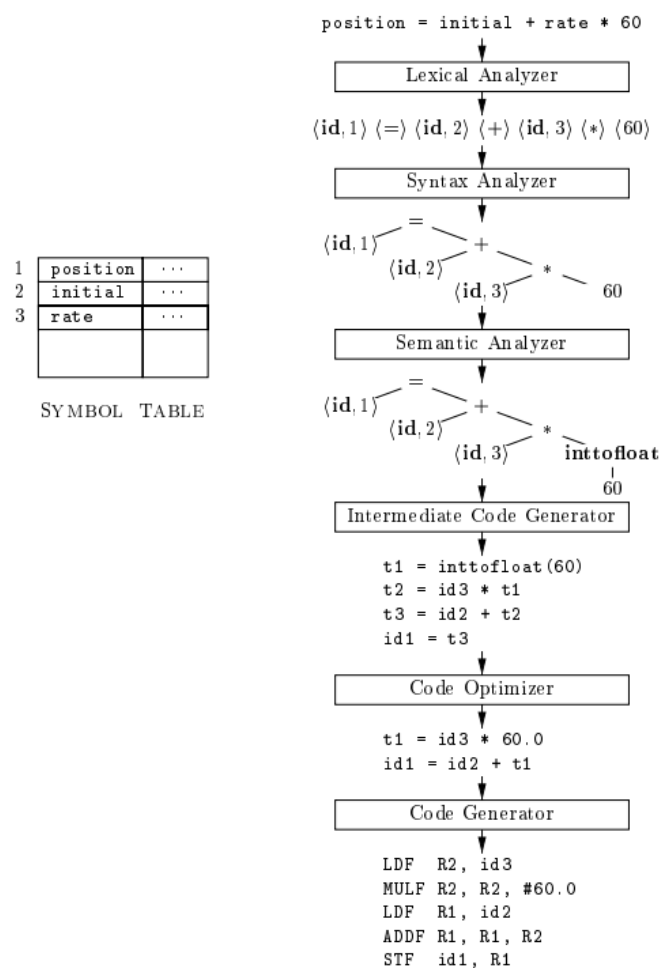 position = initial + rate * 60
Lexical Analyzer
⟨id, 1⟩ ⟨=⟩ ⟨id, 2⟩ ⟨+⟩ ⟨id, 3⟩ ⟨*⟩ ⟨60⟩
Syntax Analyzer
=
⟨id, 1⟩ +
⟨id, 2⟩ *
⟨id, 3⟩ 60
1 position ...
2 initial ...
3 rate ...
SYMBOL TABLE
Semantic Analyzer
=
⟨id, 1⟩ +
⟨id, 2⟩ *
⟨id, 3⟩ inttofloat
60
Intermediate Code Generator
t1 = inttofloat(60)
t2 = id3 * t1
t3 = id2 + t2
id1 = t3
Code Optimizer
t1 = id3 * 60.0
id1 = id2 + t1
Code Generator
LDF R2, id3
MULF R2, R2, #60.0
LDF R1, id2
ADDF R1, R1, R2
STF id1, R1